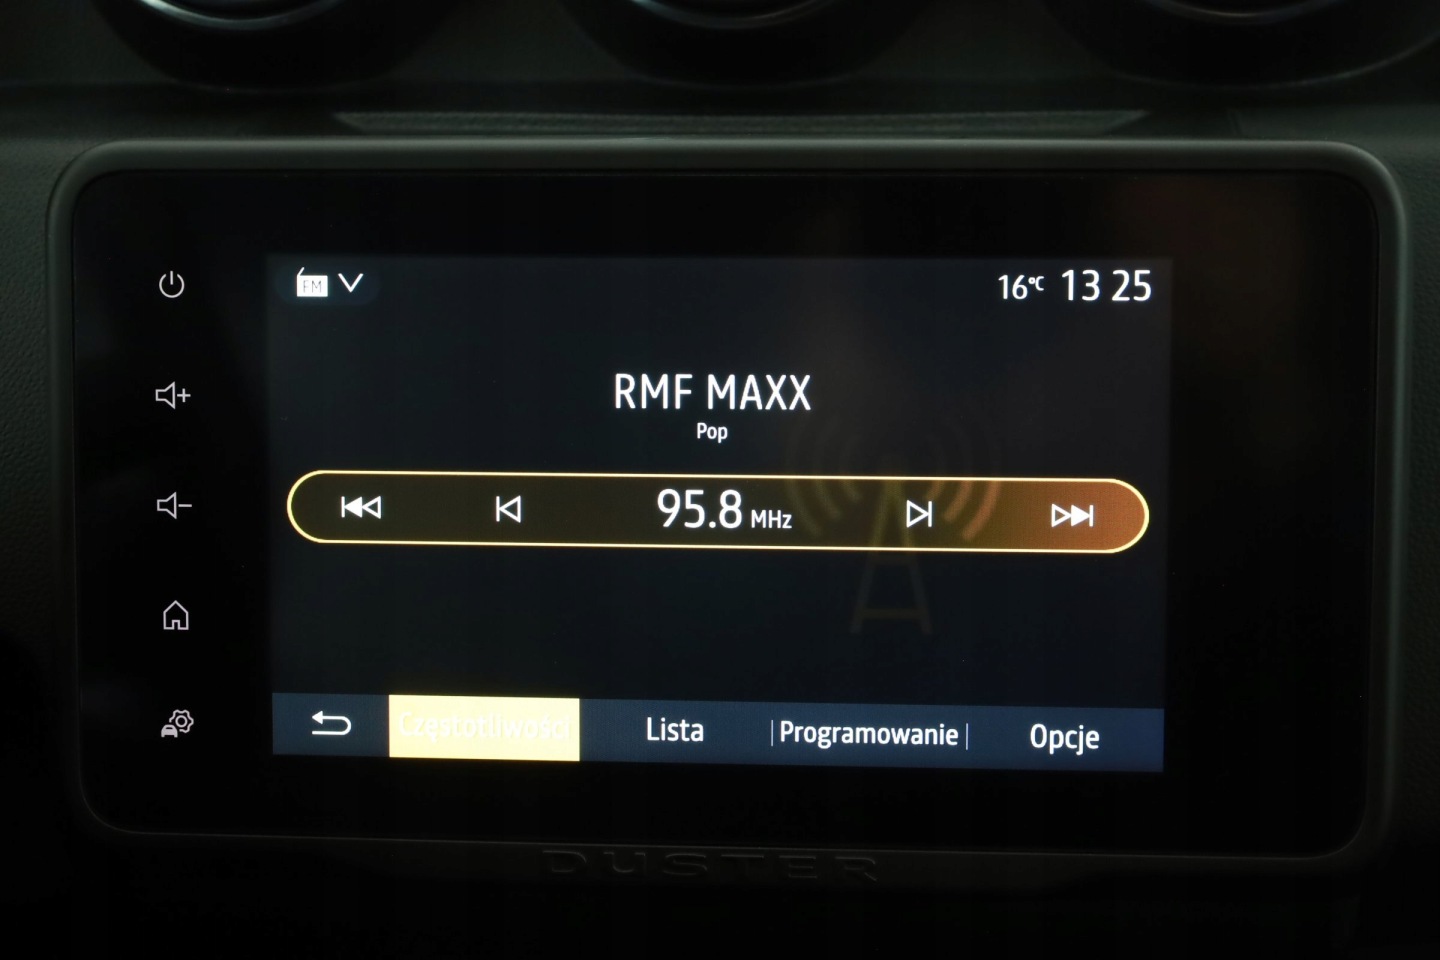 FM
16°C 13 25
RMF MAXX
Pop
95.8 MHz
Częstotliwości Lista Programowanie Opcje
DUSTER